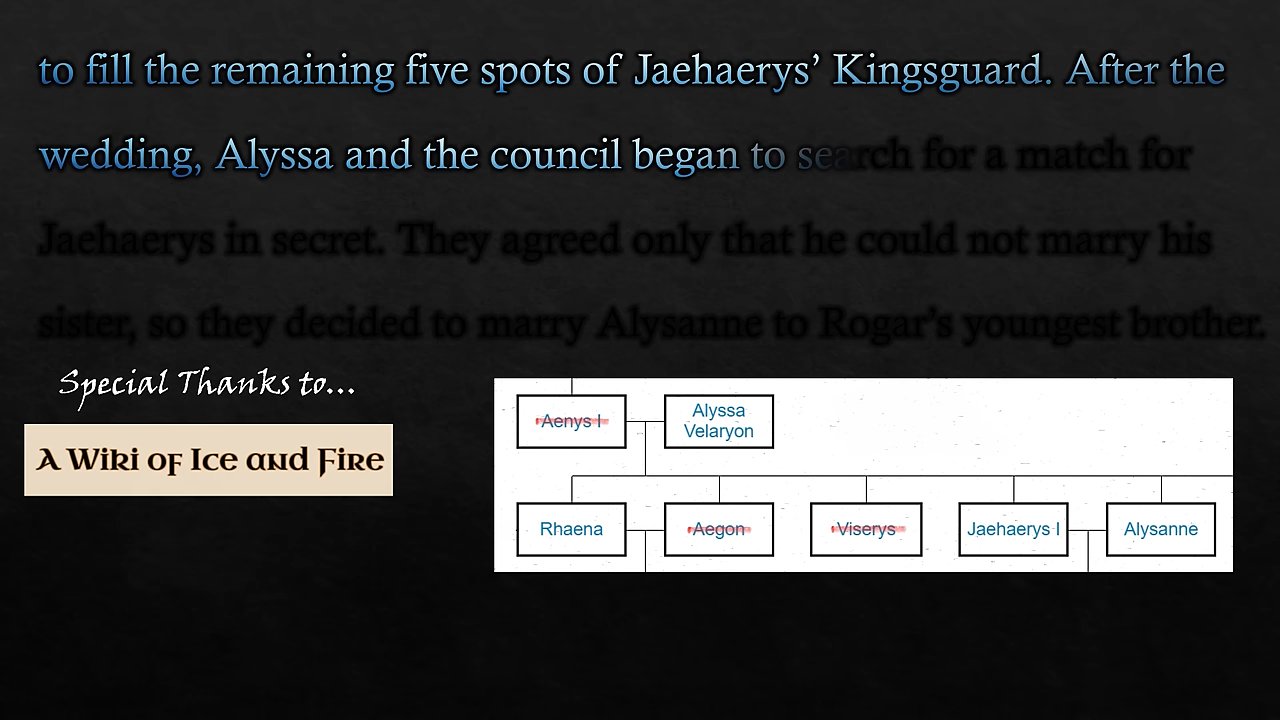 to fill the remaining five spots of Jaehaerys’ Kingsguard. After the
wedding, Alyssa and the council began to search for a match for
Jaehaerys in secret. They agreed only that he could not marry his
sister, so they decided to marry Alysanne to Rogar’s youngest brother.
Special Thanks to...
A Wiki of Ice and Fire
Aenys I
Alyssa
Velaryon
Rhaena
Aegon
Viserys
Jaehaerys I
Alysanne